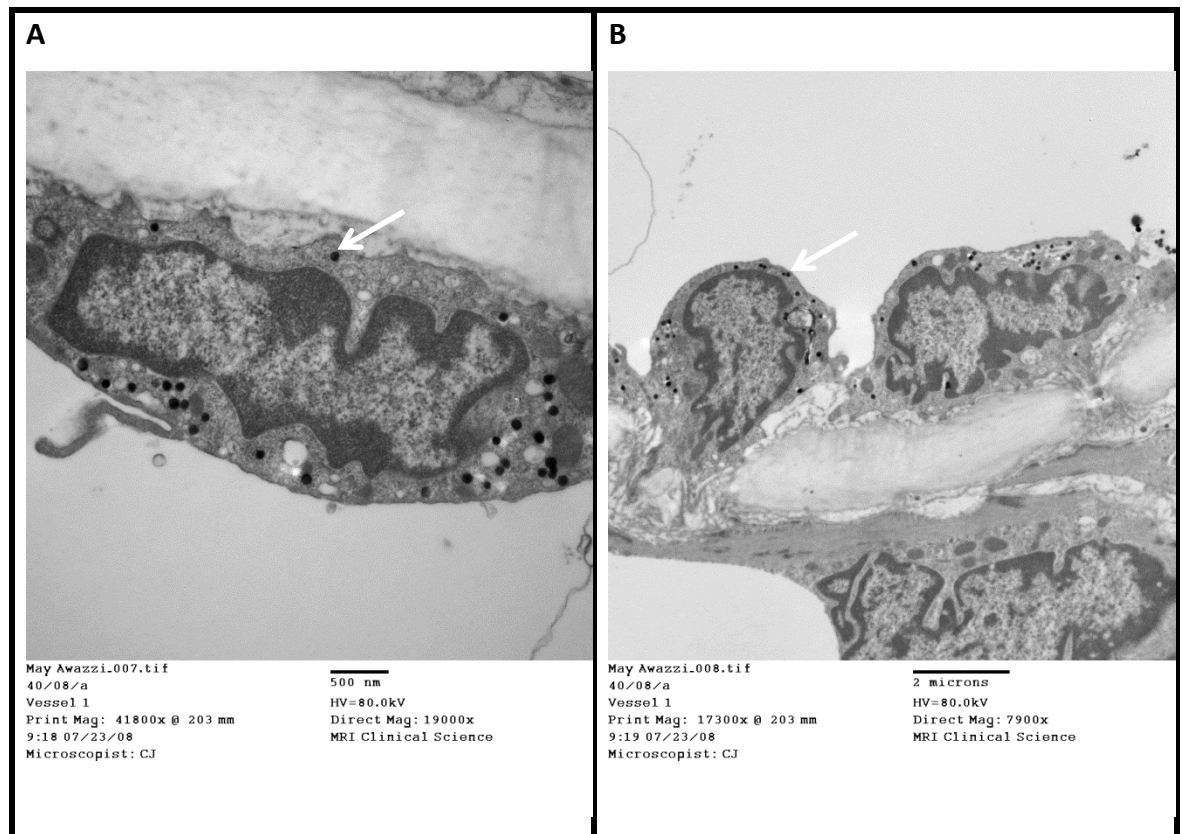 A
May Awazzi_007.tif
40/08/a
Vessel 1
Print Mag: 41800x @ 203 mm
9:18 07/23/08
Microscopist: CJ
500 nm
HV=80.0kV
Direct Mag: 19000x
MRI Clinical Science
B
May Awazzi_008.tif
40/08/a
Vessel 1
Print Mag: 17300x @ 203 mm
9:19 07/23/08
Microscopist: CJ
2 microns
HV=80.0kV
Direct Mag: 7900x
MRI Clinical Science